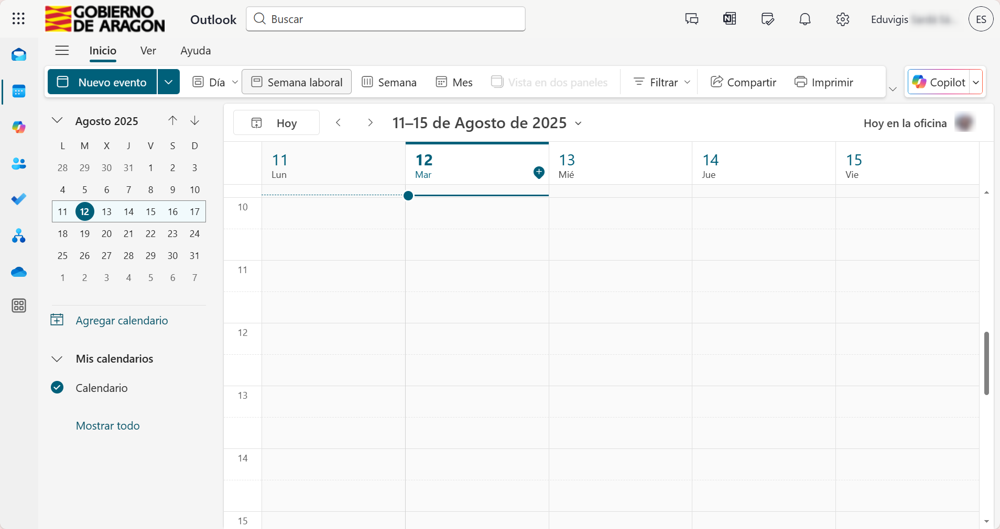 GOBIERNO
DE ARAGON
Outlook
Buscar
Eduvigis
ES
Inicio Ver Ayuda
Nuevo evento Día Semana laboral Semana Mes Vista en dos paneles Filtrar Compartir Imprimir Copilot
Agosto 2025
L M X J V S D
28 29 30 31 1 2 3
4 5 6 7 8 9 10
11 12 13 14 15 16 17
18 19 20 21 22 23 24
25 26 27 28 29 30 31
1 2 3 4 5 6 7
Agregar calendario
Mis calendarios
Calendario
Mostrar todo
Hoy 11–15 de Agosto de 2025 Hoy en la oficina
11 12 13 14 15
Lun Mar Mié Jue Vie
10
11
12
13
14
15